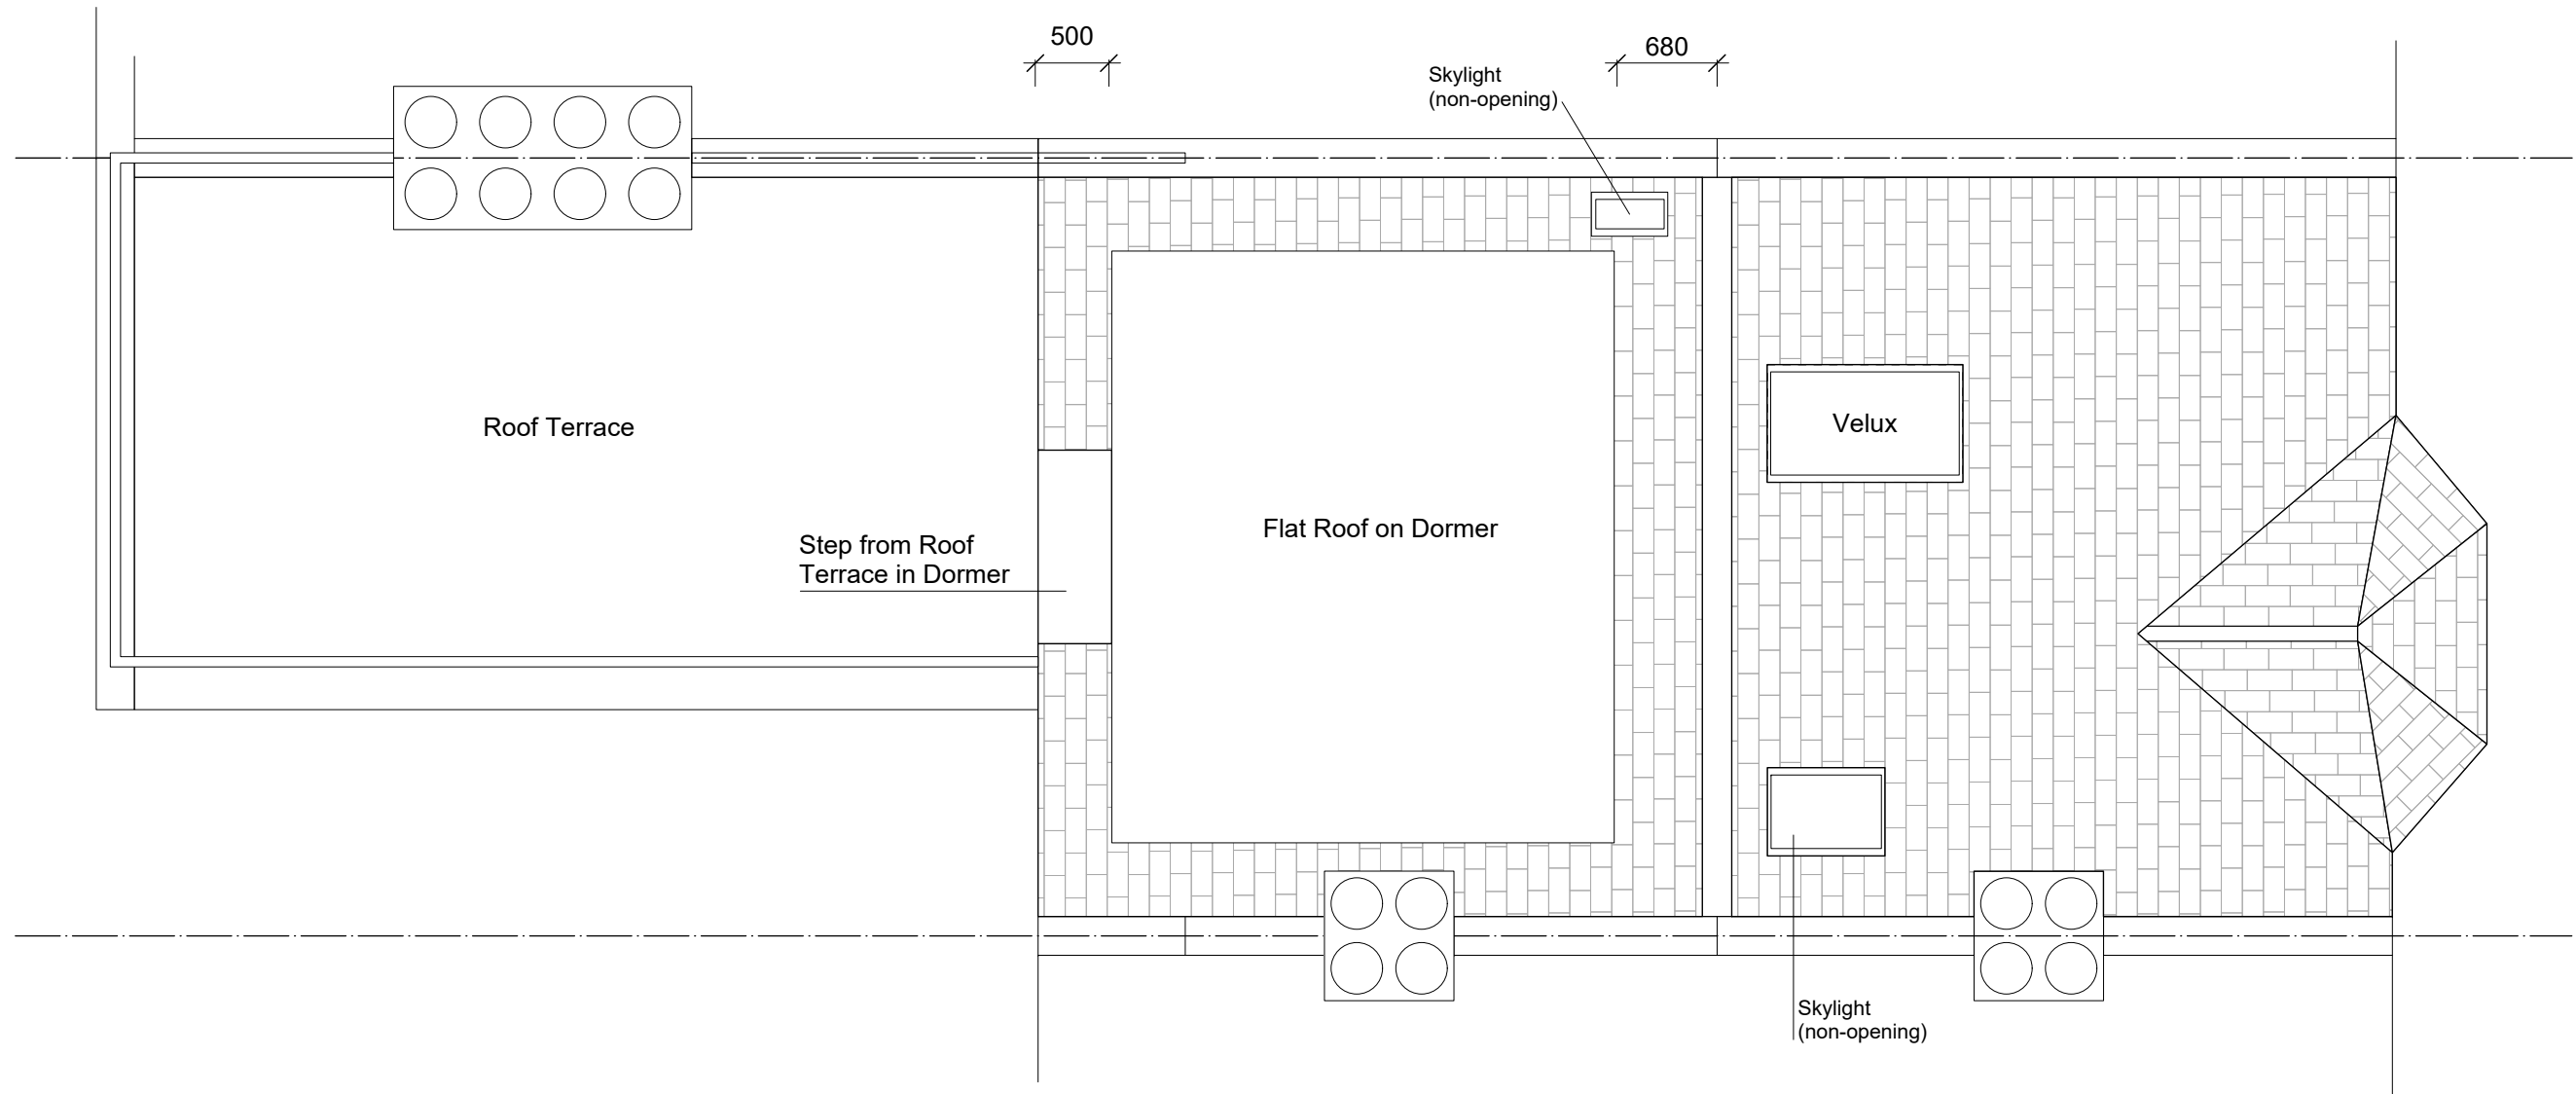 500
680
Skylight
(non-opening)
Roof Terrace
Velux
Step from Roof
Terrace in Dormer
Flat Roof on Dormer
Skylight
(non-opening)